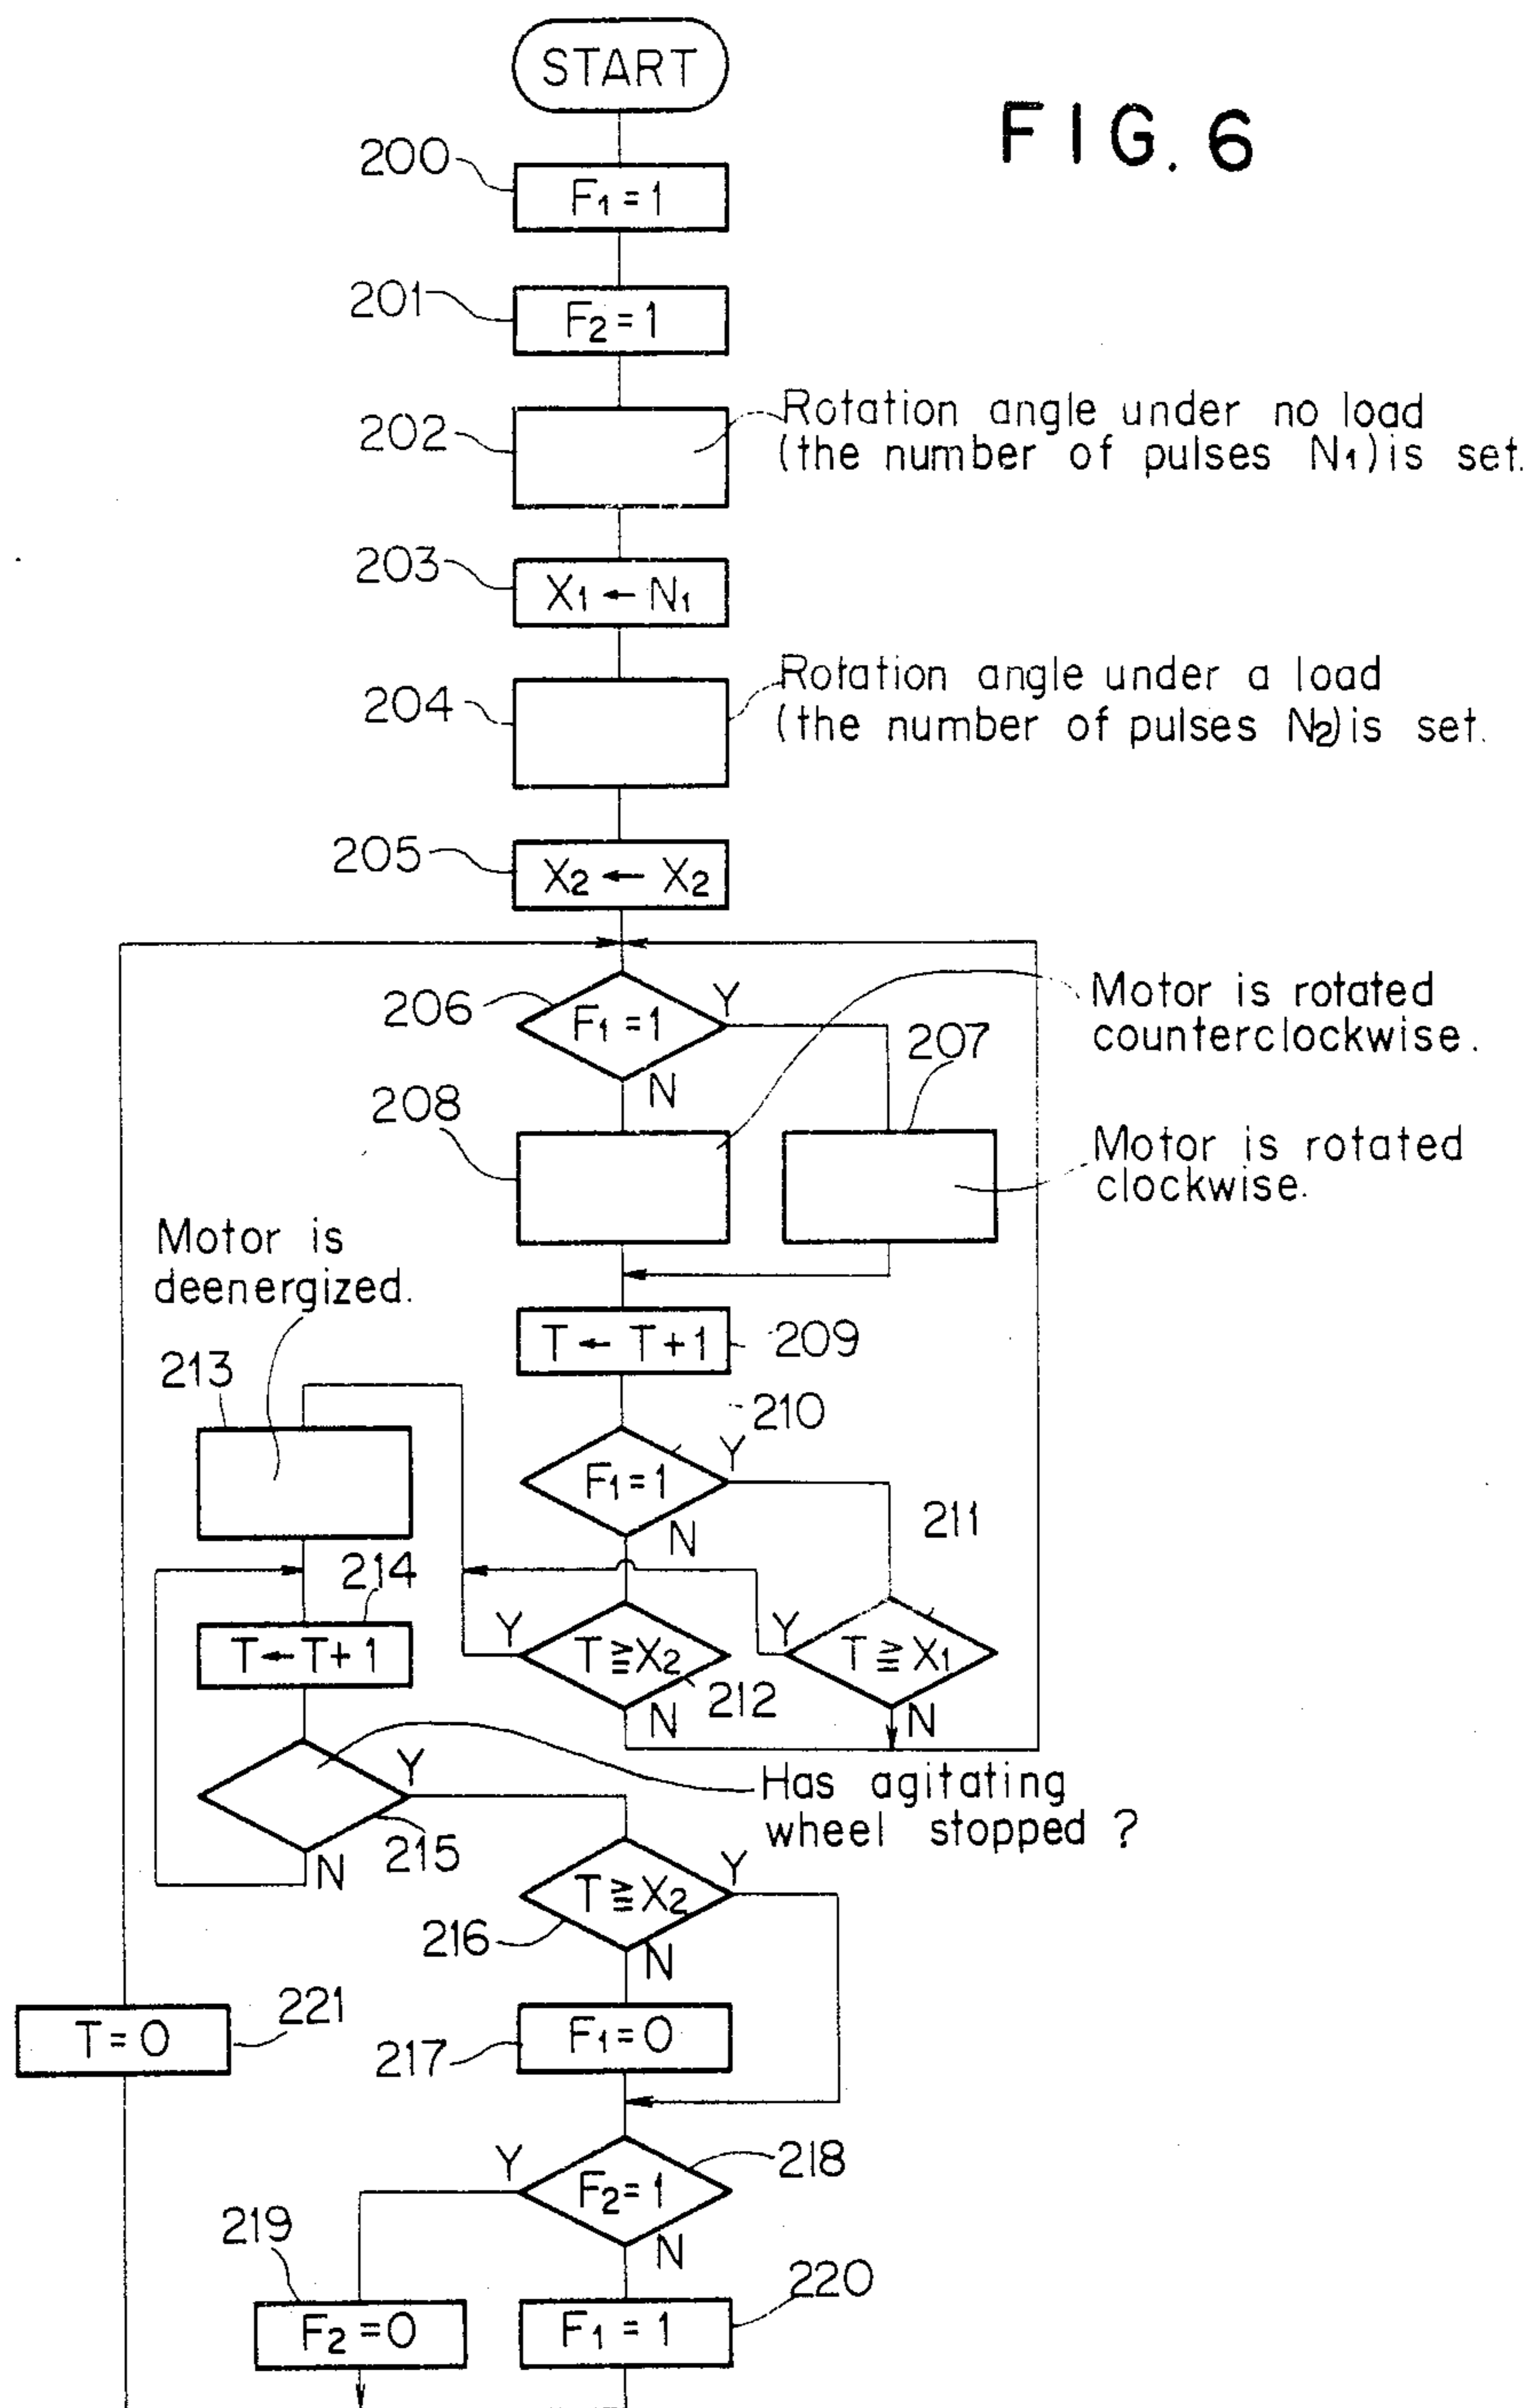 START
FIG. 6
200
F₁ = 1
201
F₂ = 1
202
Rotation angle under no load
(the number of pulses N₁) is set.
203
X₁ ← N₁
204
Rotation angle under a load
(the number of pulses N₂) is set.
205
X₂ ← X₂
206
F₁ = 1
Y
N
Motor is rotated
counterclockwise.
207
208
Motor is rotated
clockwise.
Motor is
deenergized.
T ← T + 1
209
213
210
F₁ = 1
Y
N
211
214
T ← T + 1
Y
T ≧ X₂
212
N
Y
T ≧ X₁
N
Y
215
N
Has agitating
wheel stopped ?
T ≧ X₂
Y
216
N
T = 0
221
F₁ = 0
217
Y
F₂ = 1
218
N
219
F₂ = 0
220
F₁ = 1